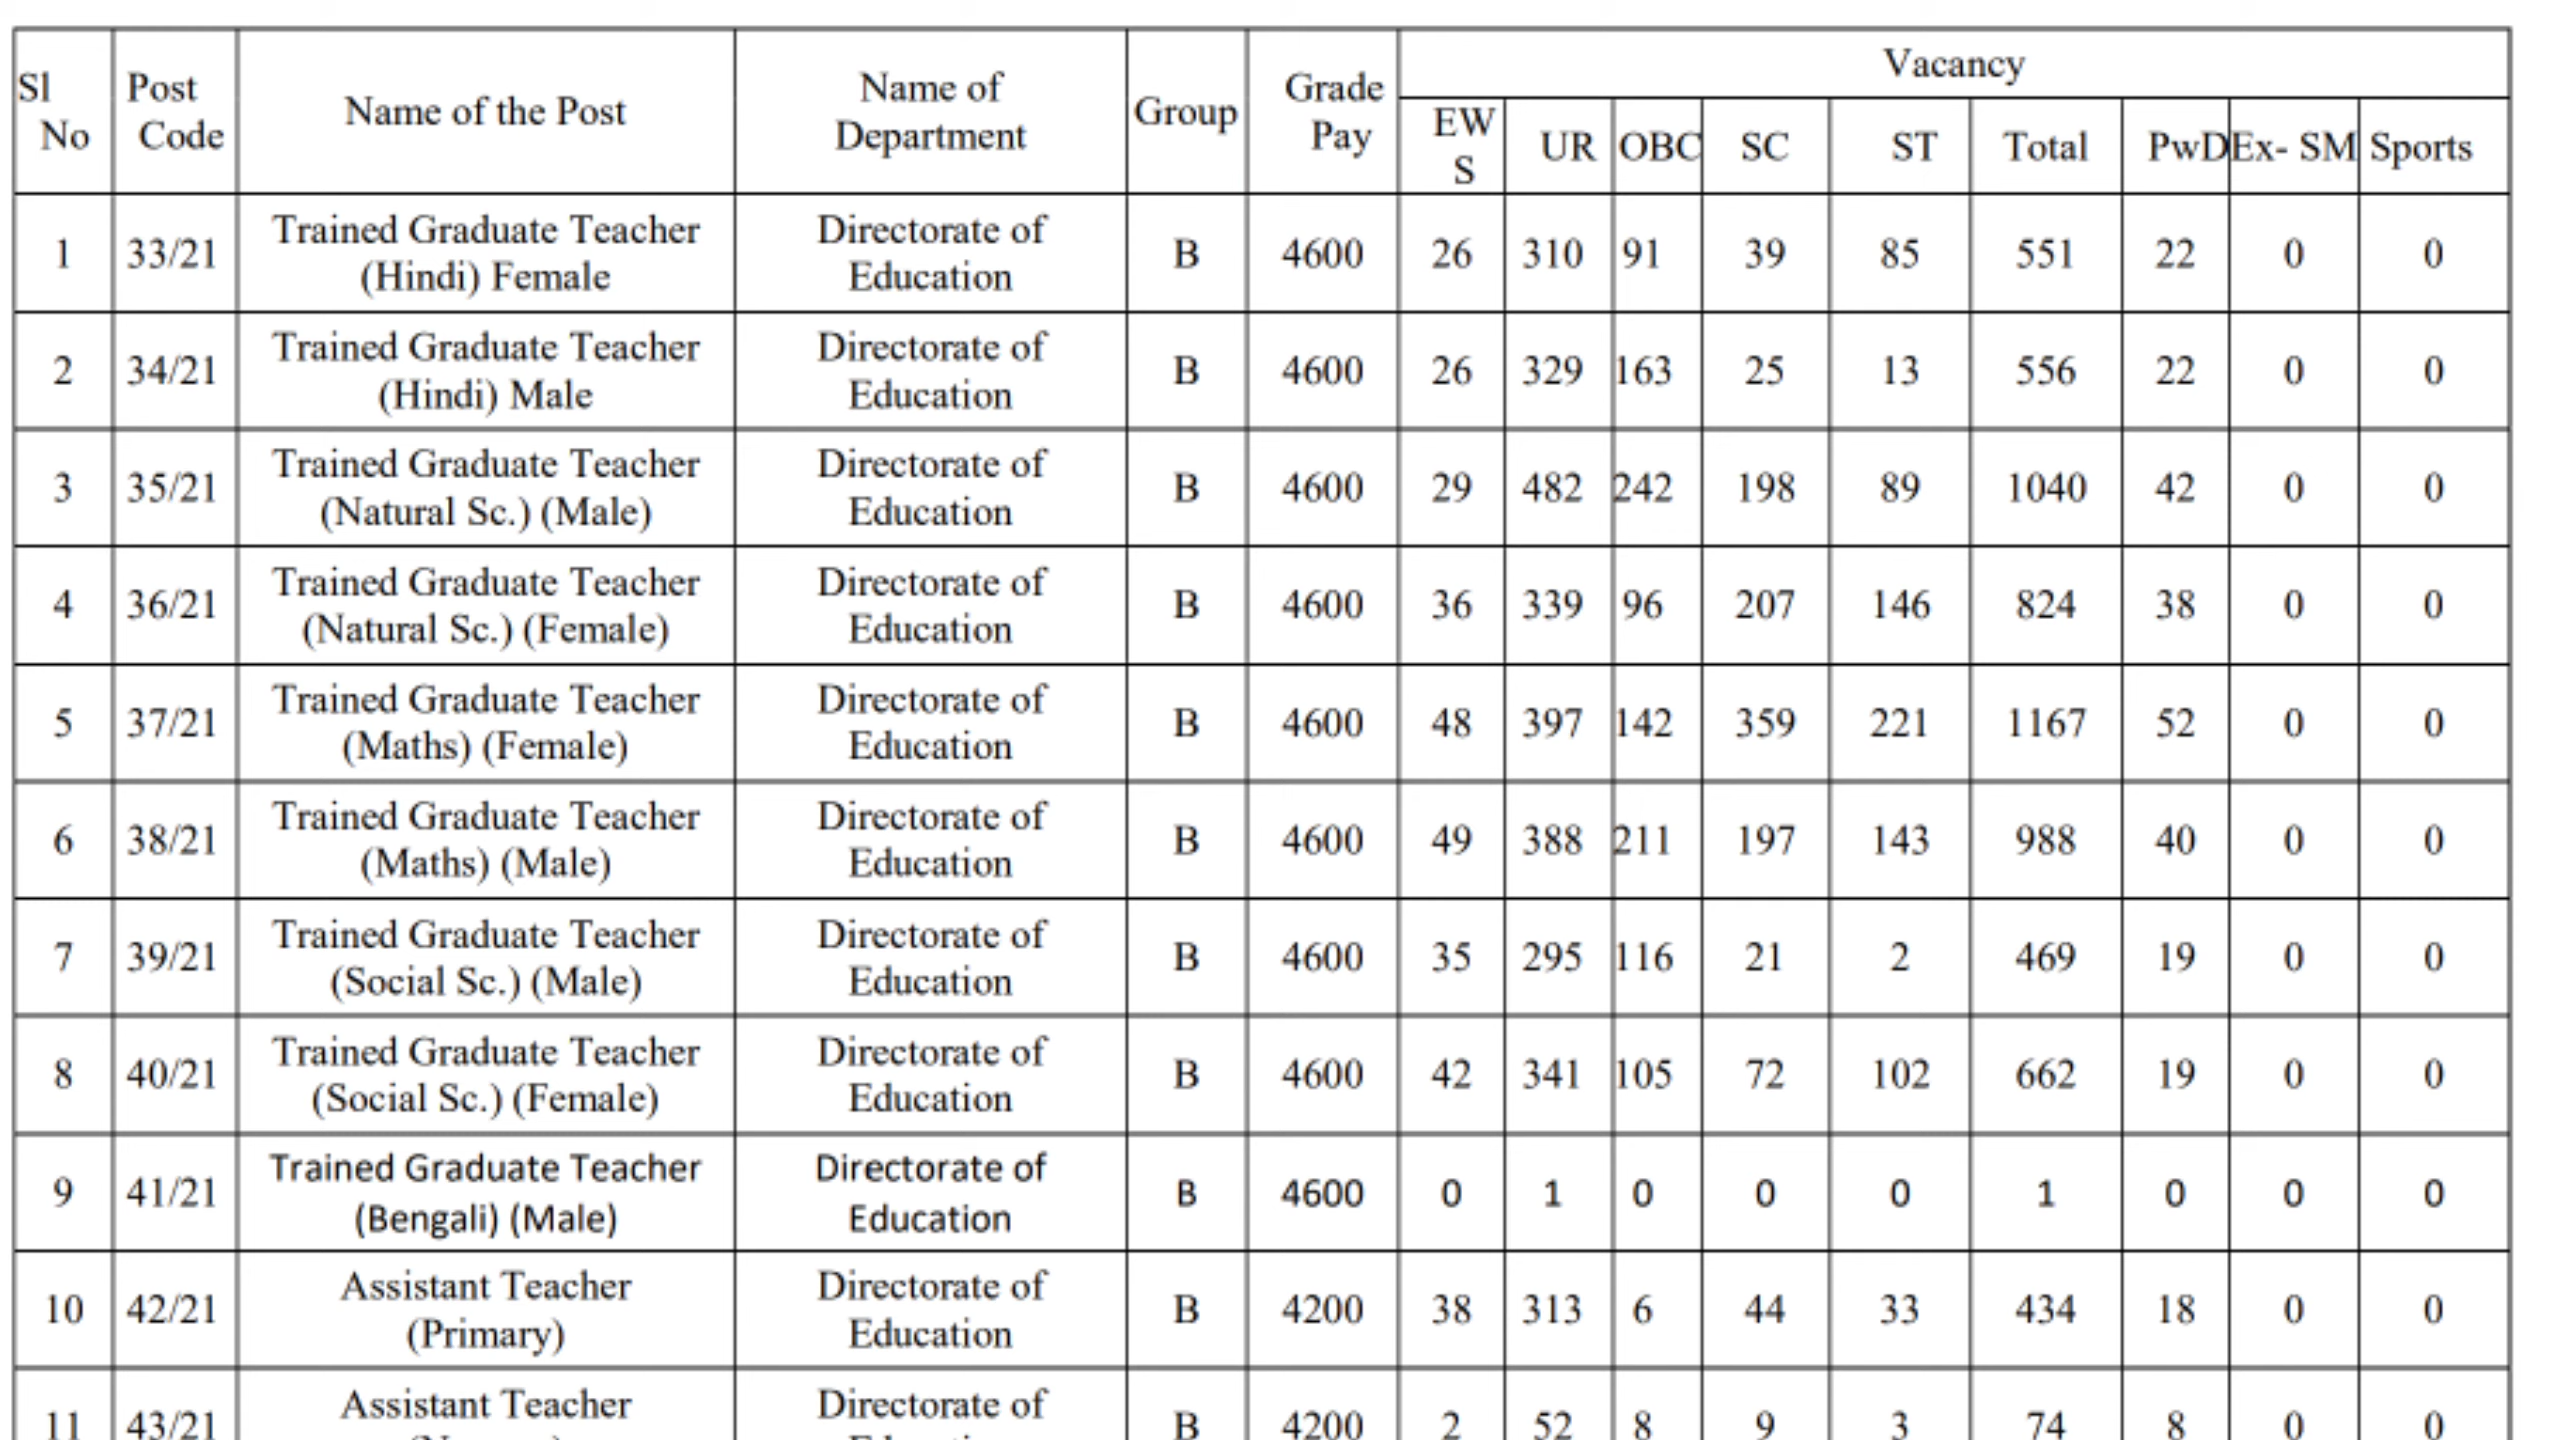 Sl No | Post Code | Name of the Post | Name of Department | Group | Grade Pay | Vacancy
EWS | UR | OBC | SC | ST | Total | PwD | Ex- SM | Sports
1 | 33/21 | Trained Graduate Teacher (Hindi) Female | Directorate of Education | B | 4600 | 26 | 310 | 91 | 39 | 85 | 551 | 22 | 0 | 0
2 | 34/21 | Trained Graduate Teacher (Hindi) Male | Directorate of Education | B | 4600 | 26 | 329 | 163 | 25 | 13 | 556 | 22 | 0 | 0
3 | 35/21 | Trained Graduate Teacher (Natural Sc.) (Male) | Directorate of Education | B | 4600 | 29 | 482 | 242 | 198 | 89 | 1040 | 42 | 0 | 0
4 | 36/21 | Trained Graduate Teacher (Natural Sc.) (Female) | Directorate of Education | B | 4600 | 36 | 339 | 96 | 207 | 146 | 824 | 38 | 0 | 0
5 | 37/21 | Trained Graduate Teacher (Maths) (Female) | Directorate of Education | B | 4600 | 48 | 397 | 142 | 359 | 221 | 1167 | 52 | 0 | 0
6 | 38/21 | Trained Graduate Teacher (Maths) (Male) | Directorate of Education | B | 4600 | 49 | 388 | 211 | 197 | 143 | 988 | 40 | 0 | 0
7 | 39/21 | Trained Graduate Teacher (Social Sc.) (Male) | Directorate of Education | B | 4600 | 35 | 295 | 116 | 21 | 2 | 469 | 19 | 0 | 0
8 | 40/21 | Trained Graduate Teacher (Social Sc.) (Female) | Directorate of Education | B | 4600 | 42 | 341 | 105 | 72 | 102 | 662 | 19 | 0 | 0
9 | 41/21 | Trained Graduate Teacher (Bengali) (Male) | Directorate of Education | B | 4600 | 0 | 1 | 0 | 0 | 0 | 1 | 0 | 0 | 0
10 | 42/21 | Assistant Teacher (Primary) | Directorate of Education | B | 4200 | 38 | 313 | 6 | 44 | 33 | 434 | 18 | 0 | 0
11 | 43/21 | Assistant Teacher | Directorate of | B | 4200 | 2 | 52 | 8 | 9 | 3 | 74 | 8 | 0 | 0